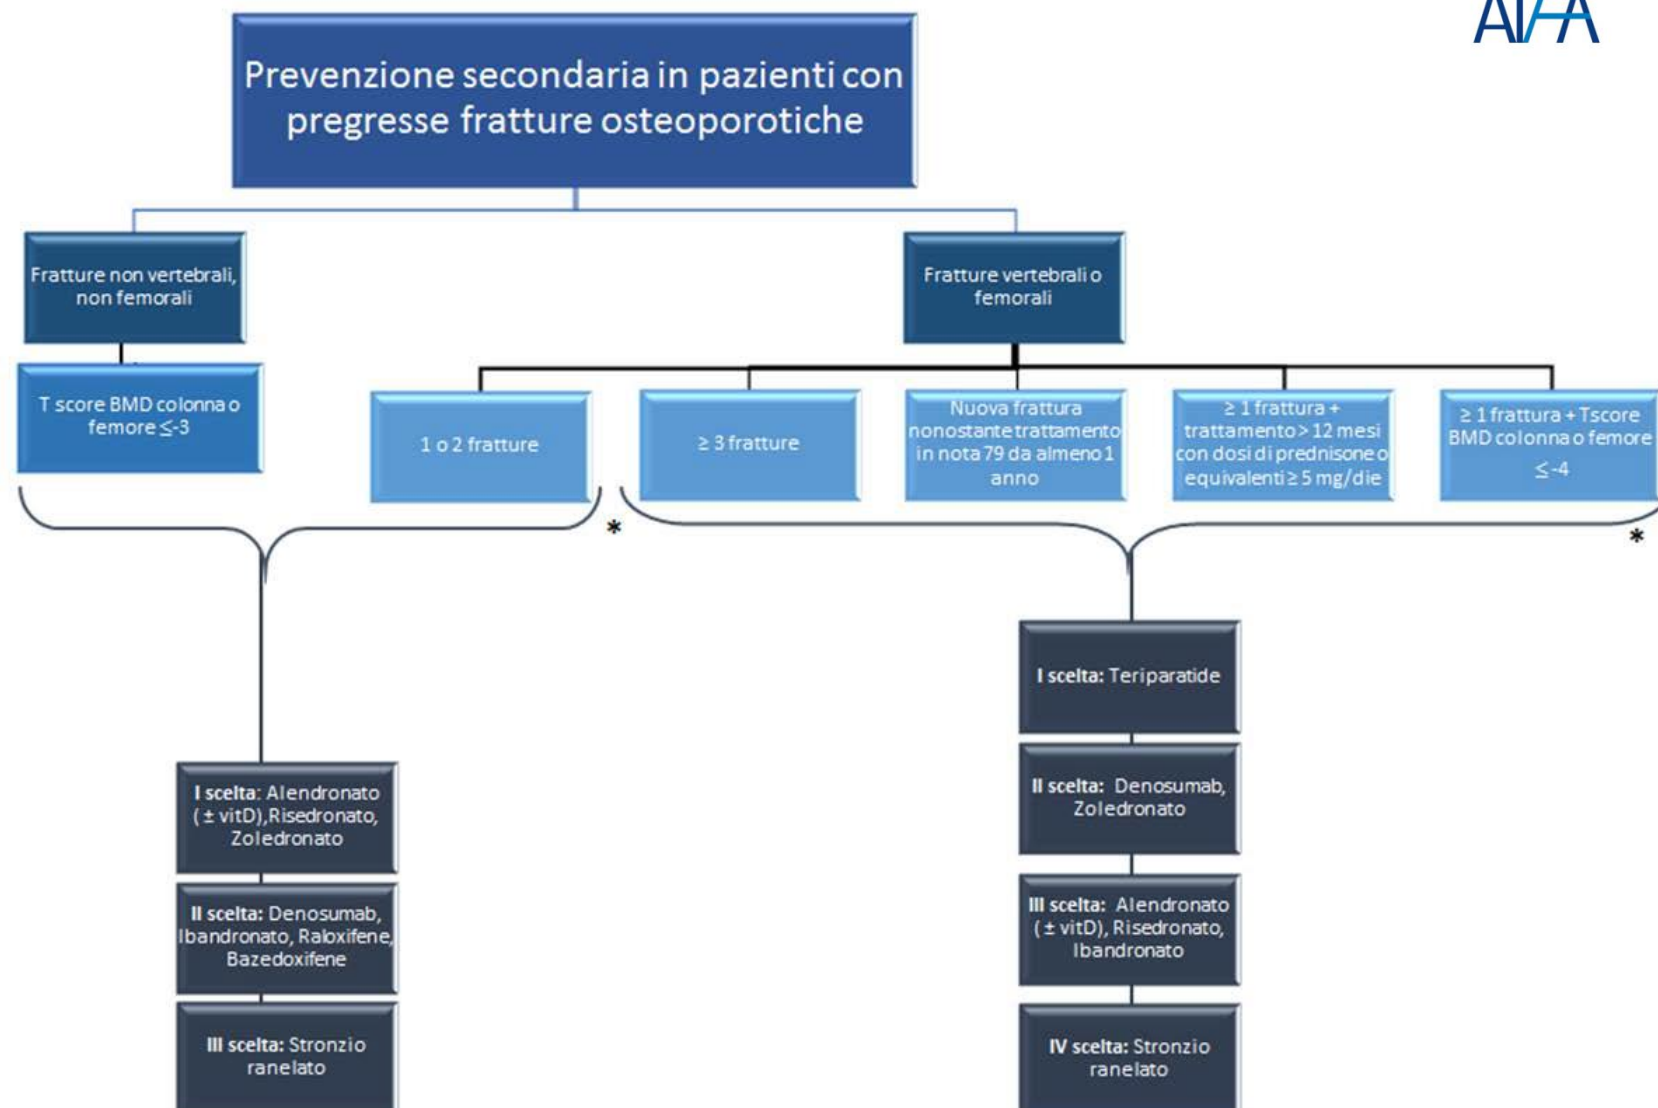 AIFA
Prevenzione secondaria in pazienti con
pregresse fratture osteoporotiche
Fratture non vertebrali,
non femorali
Fratture vertebrali o
femorali
T score BMD colonna o
femore ≤-3
1 o 2 fratture
≥ 3 fratture
Nuova frattura
nonostante trattamento
in nota 79 da almeno 1
anno
≥ 1 frattura +
trattamento > 12 mesi
con dosi di prednisone o
equivalenti ≥ 5 mg/die
≥ 1 frattura + Tscore
BMD colonna o femore
≤ -4
*
*
I scelta: Alendronato
( ± vitD),Risedronato,
Zoledronato
II scelta: Denosumab,
Ibandronato, Raloxifene,
Bazedoxifene
III scelta: Stronzio
ranelato
I scelta: Teriparatide
II scelta: Denosumab,
Zoledronato
III scelta: Alendronato
( ± vitD), Risedronato,
Ibandronato
IV scelta: Stronzio
ranelato